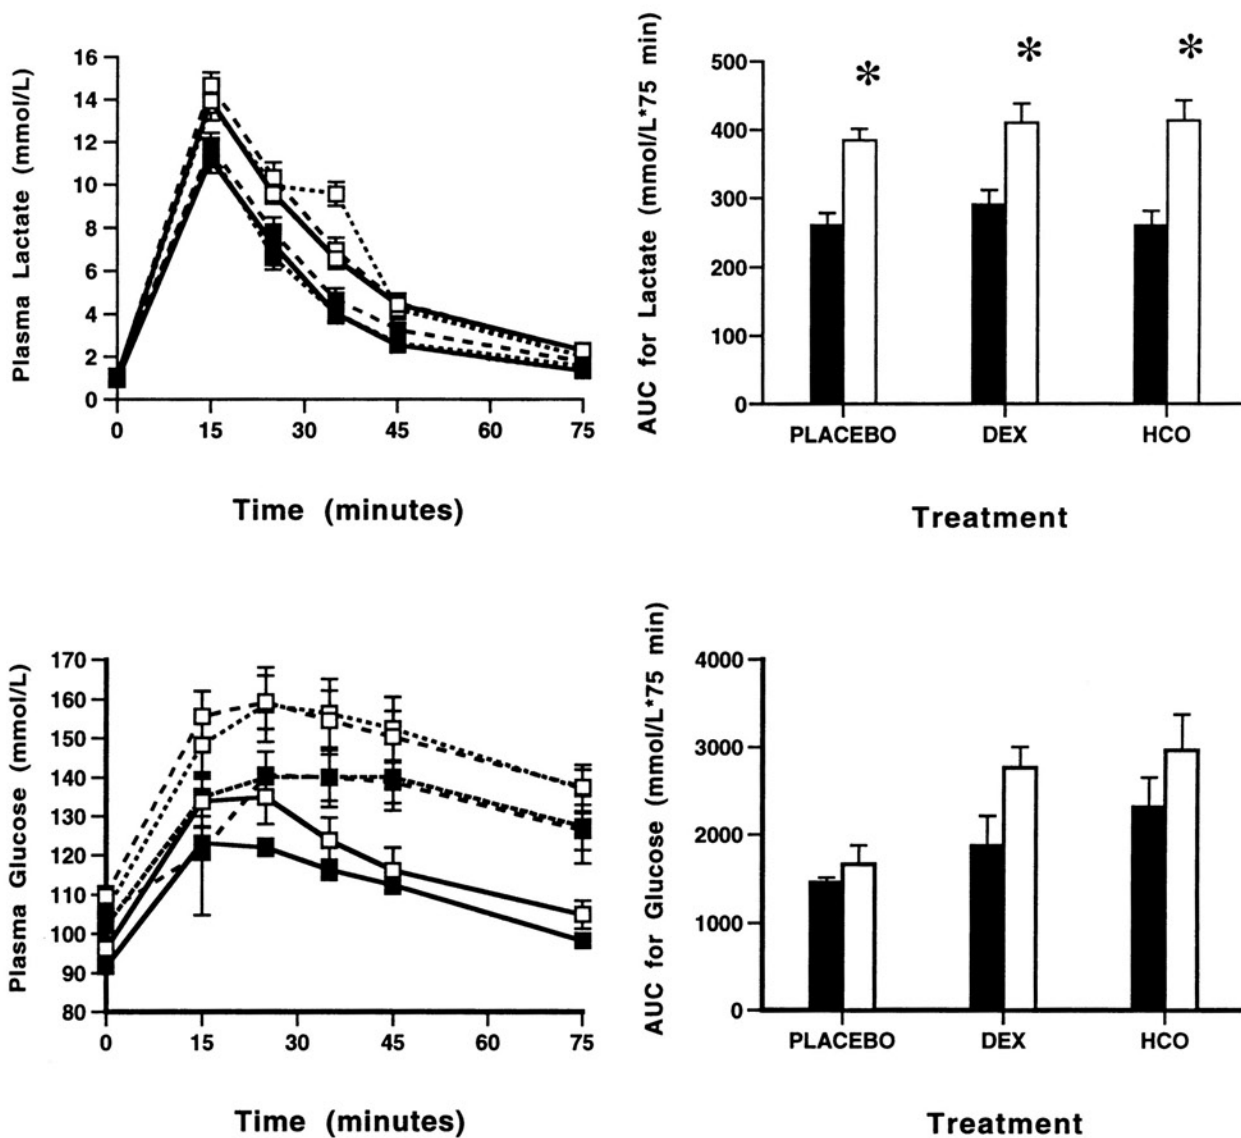 Plasma Lactate (mmol/L)
16
14
12
10
8
6
4
2
0
0 15 30 45 60 75
Time (minutes)
AUC for Lactate (mmol/L*75 min)
500
400
300
200
100
0
* * *
PLACEBO DEX HCO
Treatment
Plasma Glucose (mmol/L)
170
160
150
140
130
120
110
100
90
80
0 15 30 45 60 75
Time (minutes)
AUC for Glucose (mmol/L*75 min)
4000
3000
2000
1000
0
PLACEBO DEX HCO
Treatment